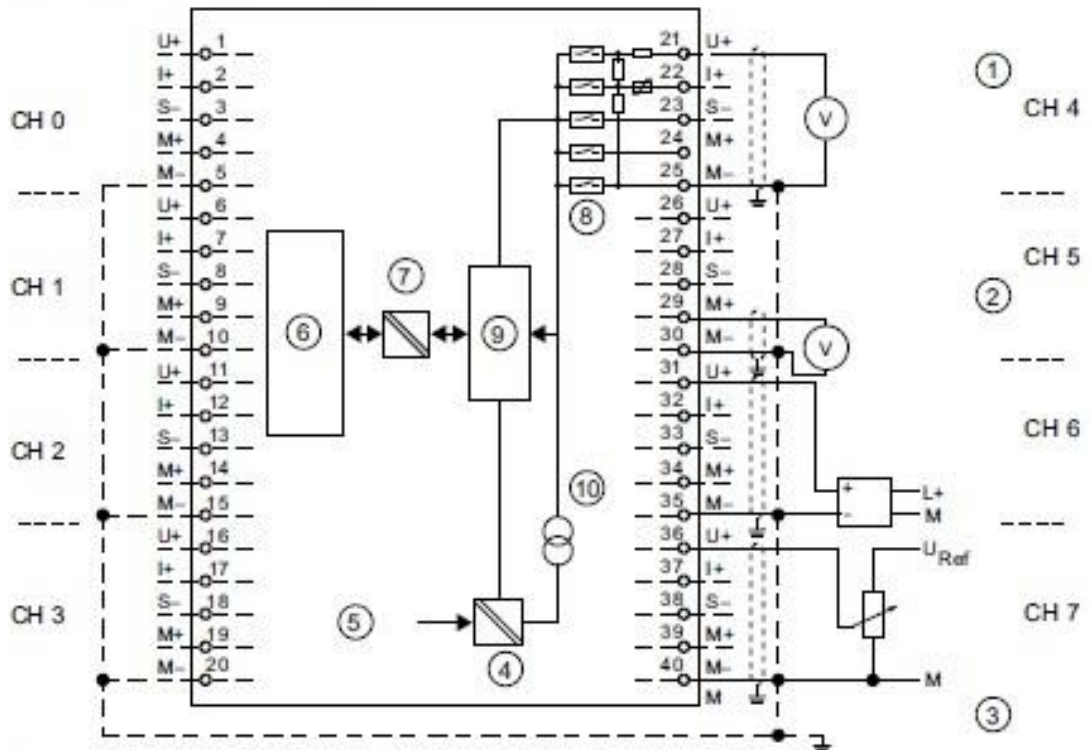 U+ 1
I+ 2
S- 3
M+ 4
M- 5
CH 0
U+ 6
I+ 7
S- 8
M+ 9
M- 10
CH 1
U+ 11
I+ 12
S- 13
M+ 14
M- 15
CH 2
U+ 16
I+ 17
S- 18
M+ 19
M- 20
CH 3
6
7
9
8
10
5
4
21 U+
22 I+
23 S-
24 M+
25 M-
V
1
CH 4
26 U+
27 I+
28 S-
29 M+
30 M-
V
CH 5
2
31 U+
32 I+
33 S-
34 M+
35 M-
CH 6
+ L+
- M
36 U+
37 I+
38 S-
39 M+
40 M-
M
U Ref
CH 7
M
3